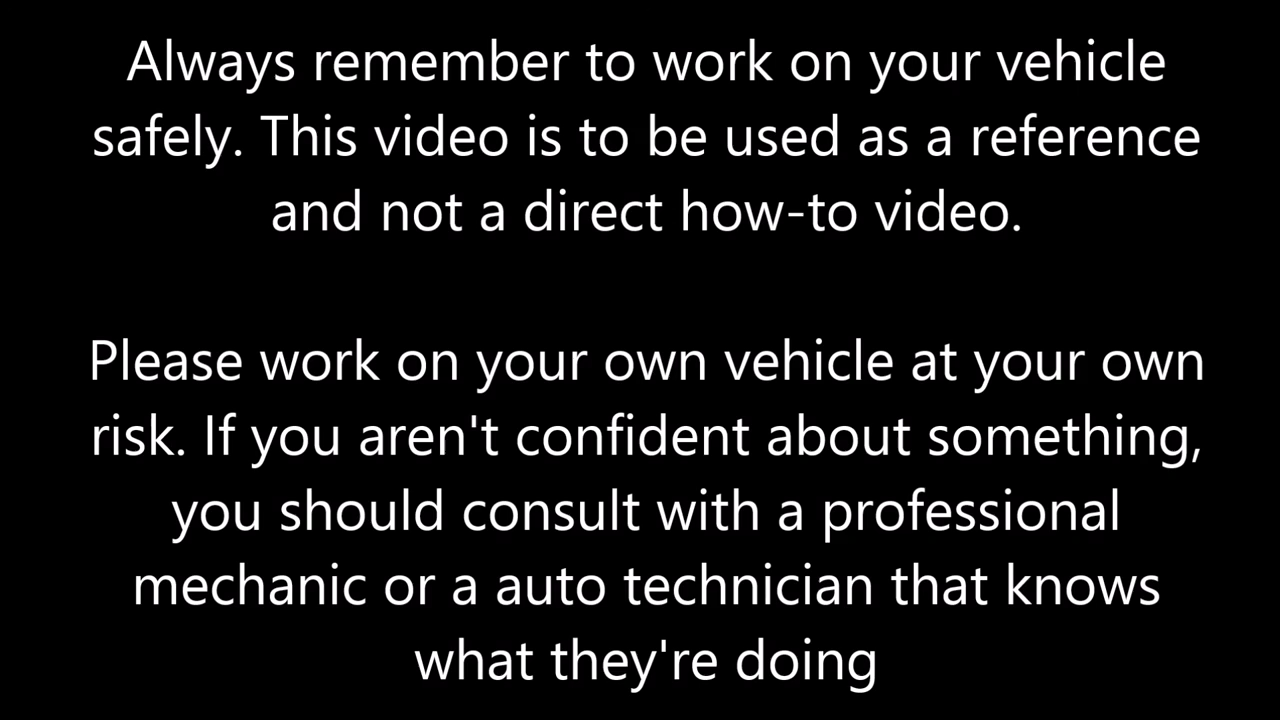 Always remember to work on your vehicle
safely. This video is to be used as a reference
and not a direct how-to video.
Please work on your own vehicle at your own
risk. If you aren't confident about something,
you should consult with a professional
mechanic or a auto technician that knows
what they're doing